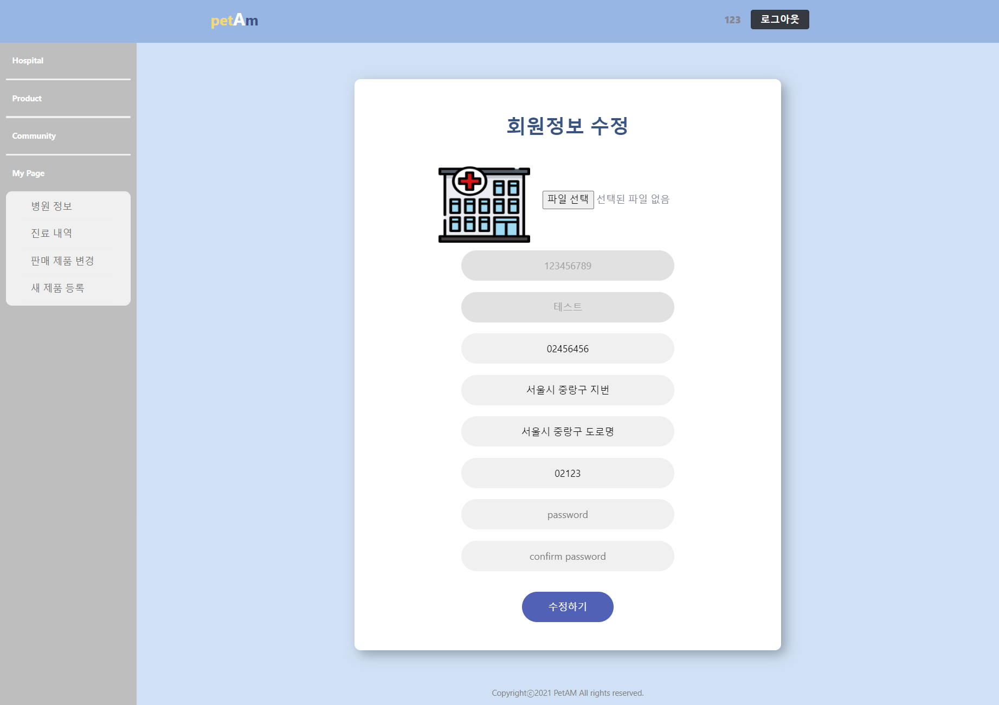 petAm
123 로그아웃
Hospital
Product
Community
My Page
병원 정보
진료 내역
판매 제품 변경
새 제품 등록
회원정보 수정
파일 선택 선택된 파일 없음
123456789
테스트
02456456
서울시 중랑구 지번
서울시 중랑구 도로명
02123
password
confirm password
수정하기
Copyrightⓒ2021 PetAM All rights reserved.